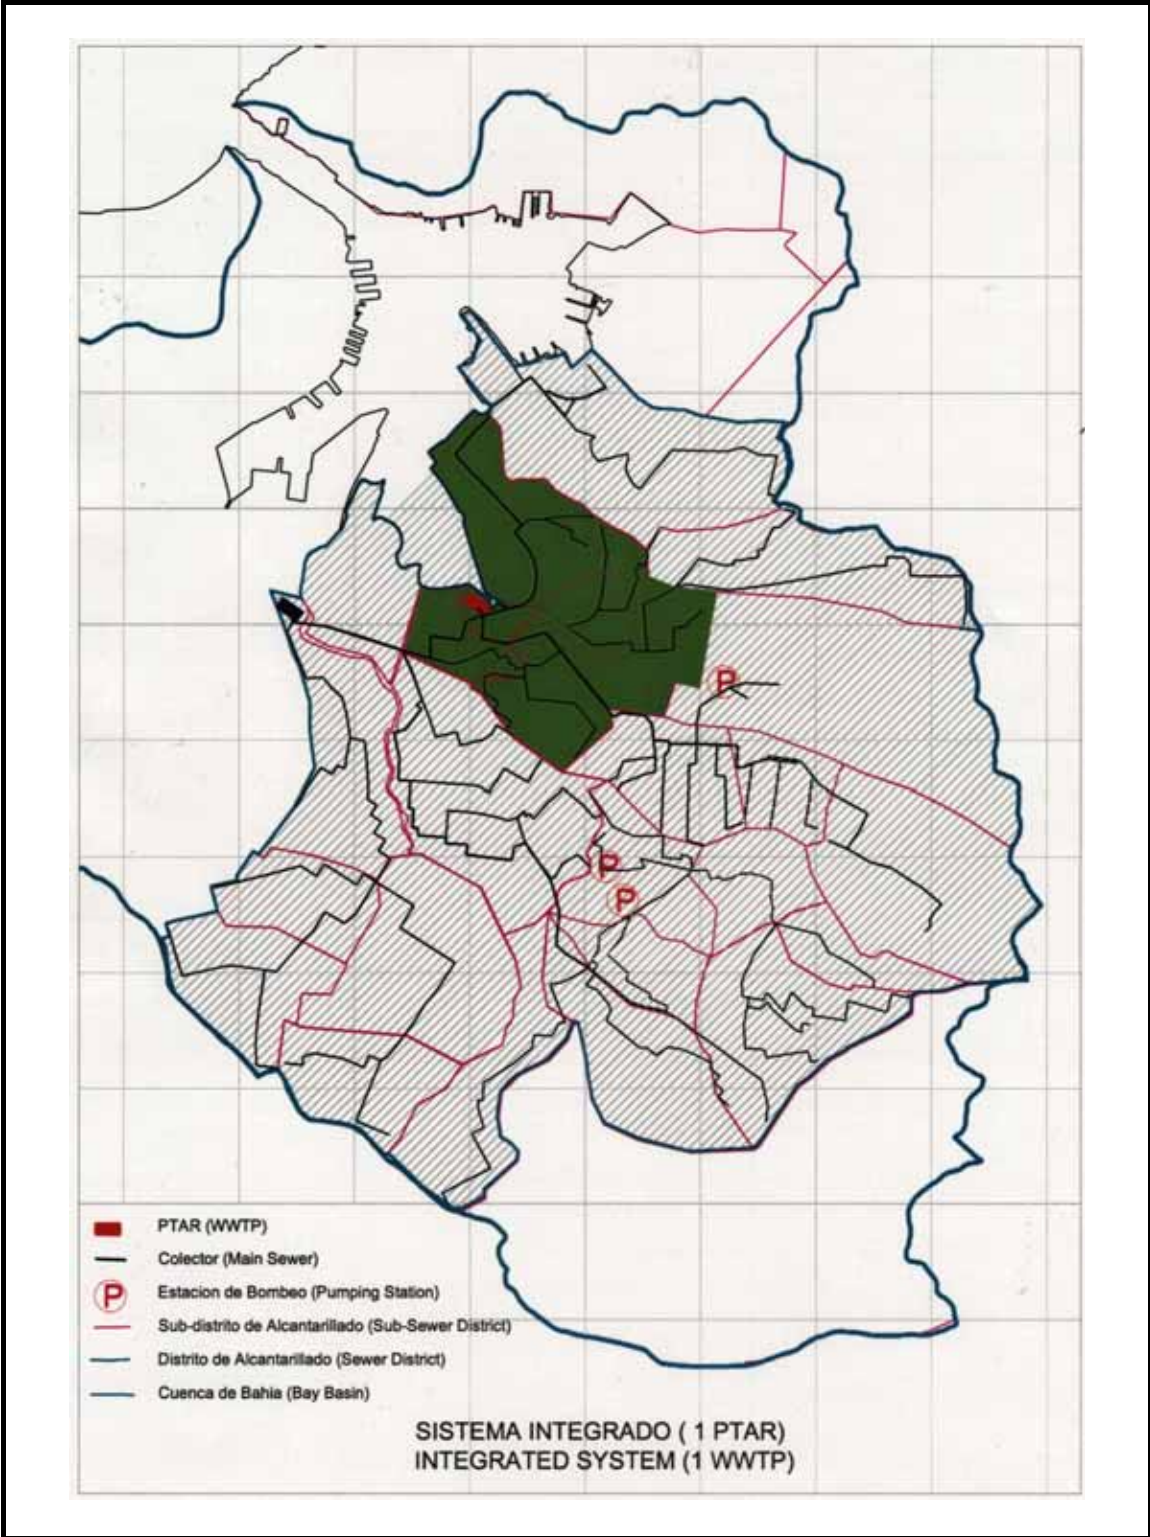 P
P
P
PTAR (WWTP)
Colector (Main Sewer)
P
Estacion de Bombeo (Pumping Station)
Sub-distrito de Alcantarillado (Sub-Sewer District)
Distrito de Alcantarillado (Sewer District)
Cuenca de Bahia (Bay Basin)
SISTEMA INTEGRADO ( 1 PTAR)
INTEGRATED SYSTEM (1 WWTP)